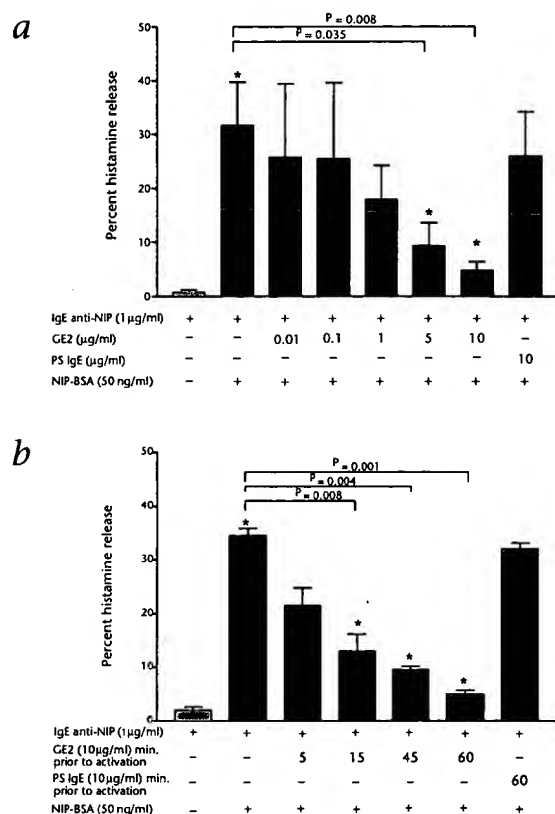 a
P = 0.008
P = 0.035
Percent histamine release
50
40
30
20
10
0
*
*
*
IgE anti-NIP (1µg/ml) + + + + + + + +
GE2 (µg/ml) – – 0.01 0.1 1 5 10 –
PS IgE (µg/ml) – – – – – – – 10
NIP-BSA (50 ng/ml) – + + + + + + +
b
P = 0.001
P = 0.004
P = 0.008
Percent histamine release
50
40
30
20
10
0
*
*
*
*
IgE anti-NIP (1µg/ml) + + + + + + +
GE2 (10µg/ml) min.
prior to activation – – 5 15 45 60 –
PS IgE (10µg/ml) min.
prior to activation – – – – – – 60
NIP-BSA (50 ng/ml) – + + + + + +